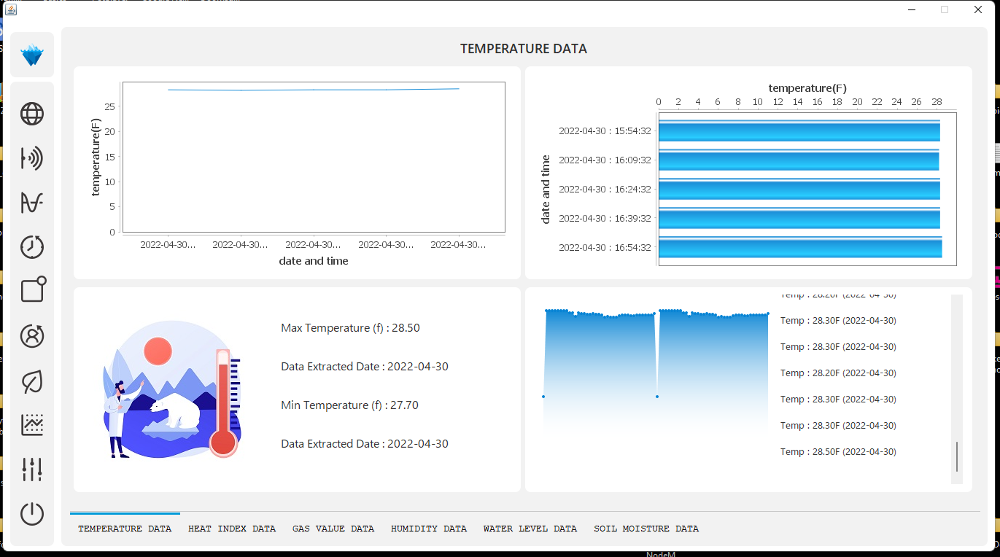 TEMPERATURE DATA
temperature(F)
25
20
15
10
5
0
2022-04-30... 2022-04-30... 2022-04-30... 2022-04-30... 2022-04-30...
date and time
temperature(F)
0 2 4 6 8 10 12 14 16 18 20 22 24 26 28
date and time
2022-04-30 : 15:54:32
2022-04-30 : 16:09:32
2022-04-30 : 16:24:32
2022-04-30 : 16:39:32
2022-04-30 : 16:54:32
Max Temperature (f) : 28.50
Data Extracted Date : 2022-04-30
Min Temperature (f) : 27.70
Data Extracted Date : 2022-04-30
Temp : 28.20F (2022-04-30)
Temp : 28.30F (2022-04-30)
Temp : 28.30F (2022-04-30)
Temp : 28.20F (2022-04-30)
Temp : 28.30F (2022-04-30)
Temp : 28.30F (2022-04-30)
Temp : 28.50F (2022-04-30)
TEMPERATURE DATA HEAT INDEX DATA GAS VALUE DATA HUMIDITY DATA WATER LEVEL DATA SOIL MOISTURE DATA
NodeM